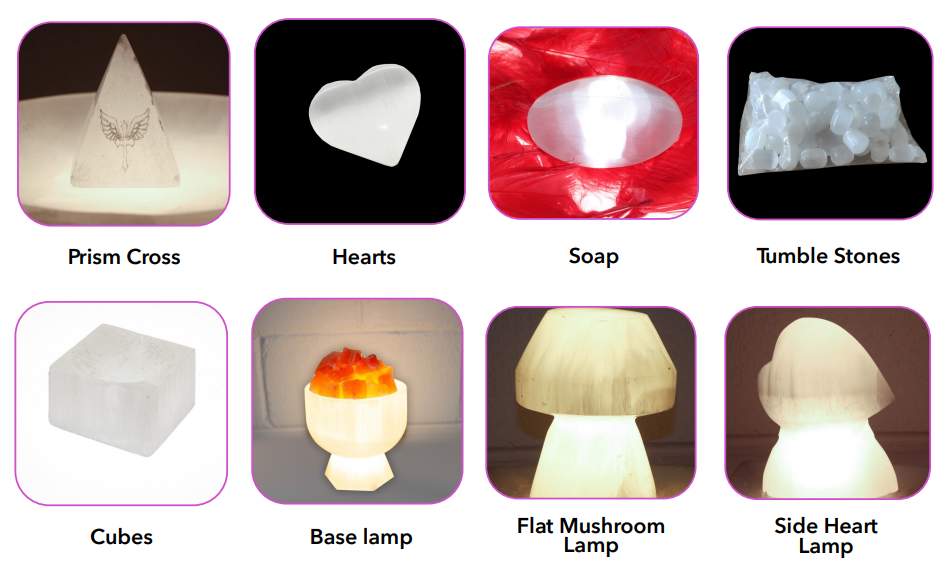 Prism Cross
Hearts
Soap
Tumble Stones
Cubes
Base lamp
Flat Mushroom
Lamp
Side Heart
Lamp